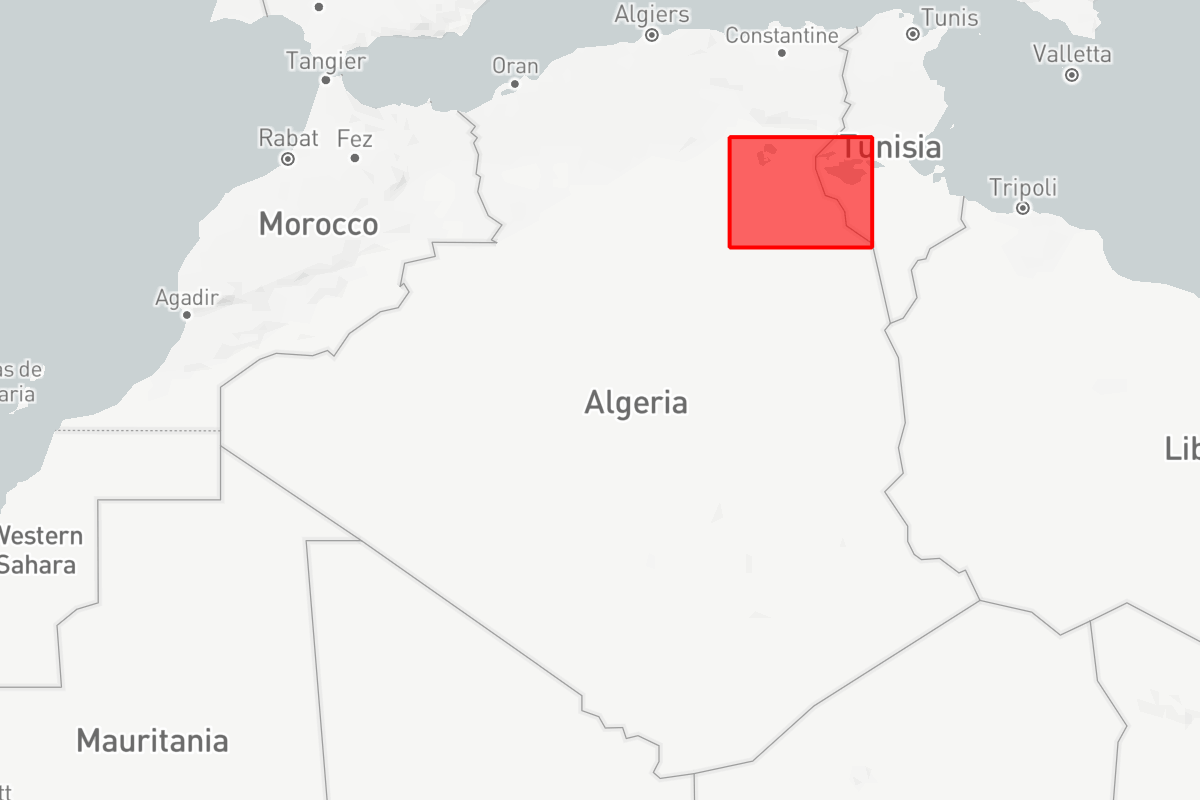 Algiers
Tunis
Constantine
Tangier
Oran
Valletta
Rabat
Fez
Tunisia
Tripoli
Morocco
Agadir
as de
aria
Algeria
Lib
Western
Sahara
Mauritania
tt